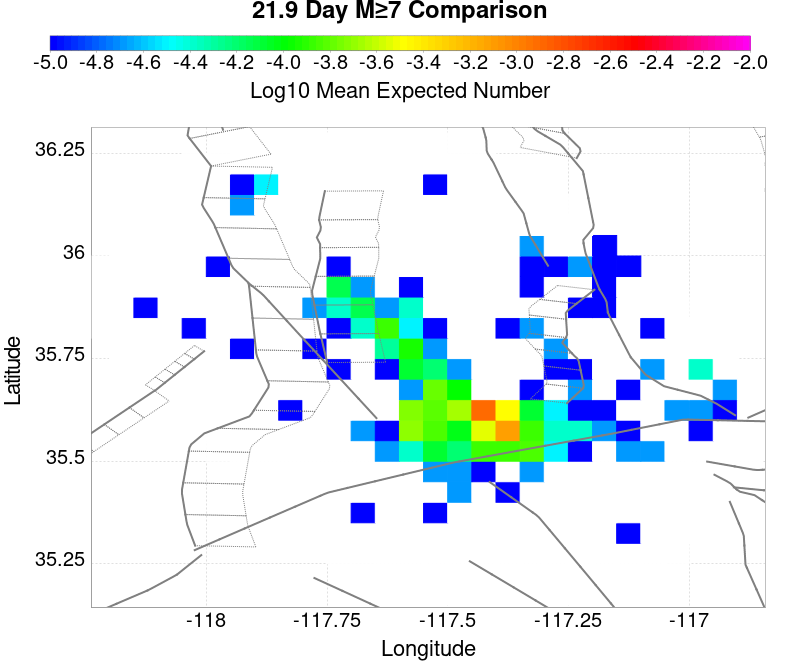 21.9 Day M≥7 Comparison
-5.0 -4.8 -4.6 -4.4 -4.2 -4.0 -3.8 -3.6 -3.4 -3.2 -3.0 -2.8 -2.6 -2.4 -2.2 -2.0
Log10 Mean Expected Number
36.25
36
35.75
35.5
35.25
Latitude
-118 -117.75 -117.5 -117.25 -117
Longitude